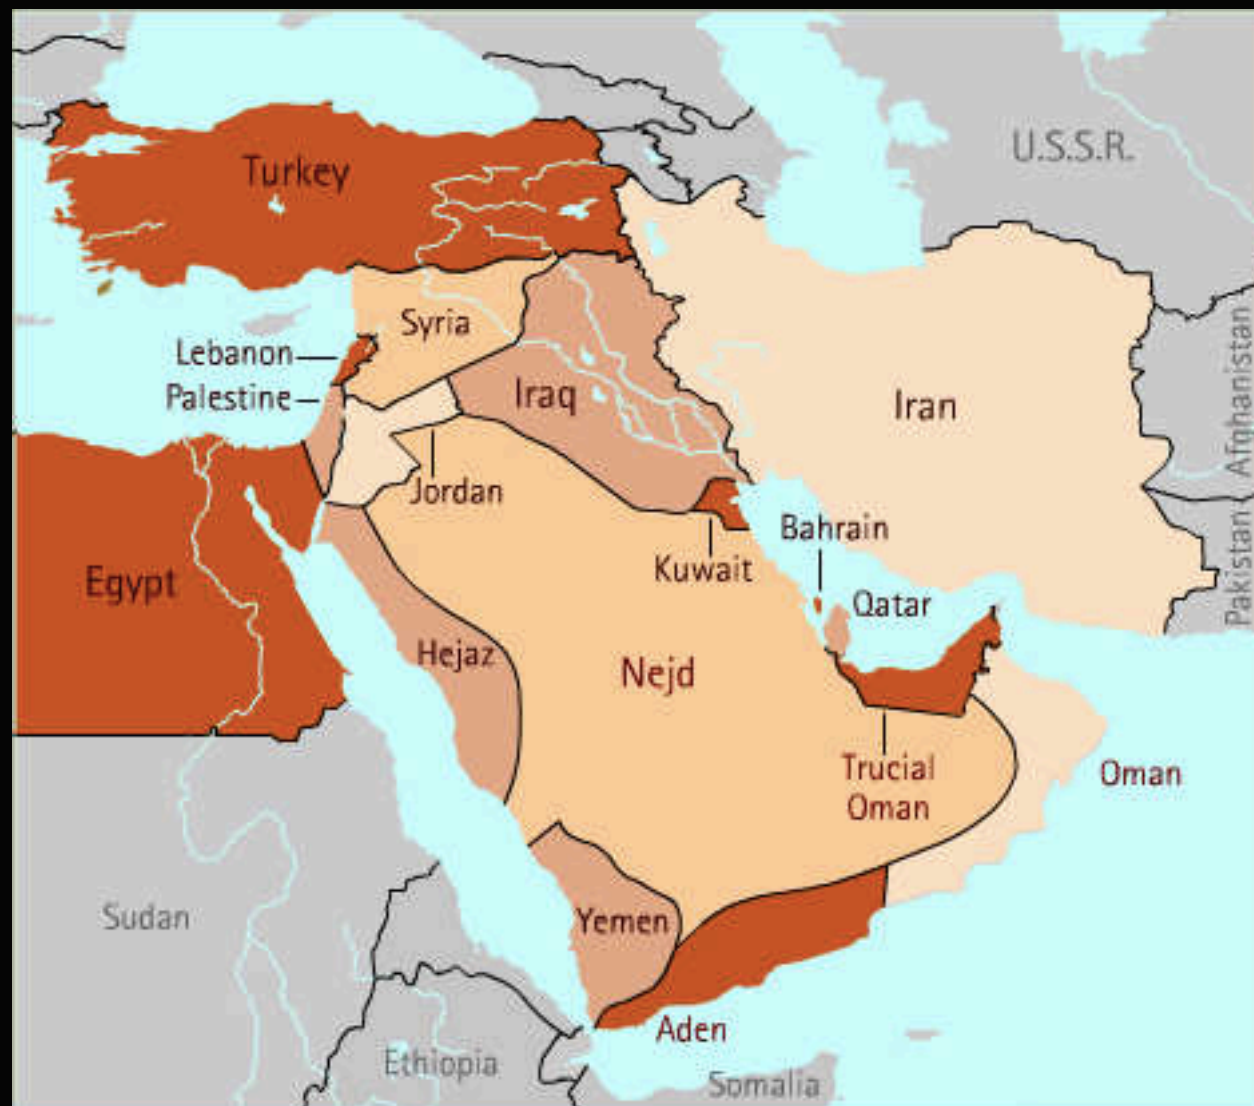 U.S.S.R.
Turkey
Syria
Lebanon
Palestine
Iraq
Iran
Afghanistan
Pakistan
Jordan
Bahrain
Kuwait
Egypt
Qatar
Hejaz
Nejd
Trucial
Oman
Oman
Sudan
Yemen
Aden
Ethiopia
Somalia